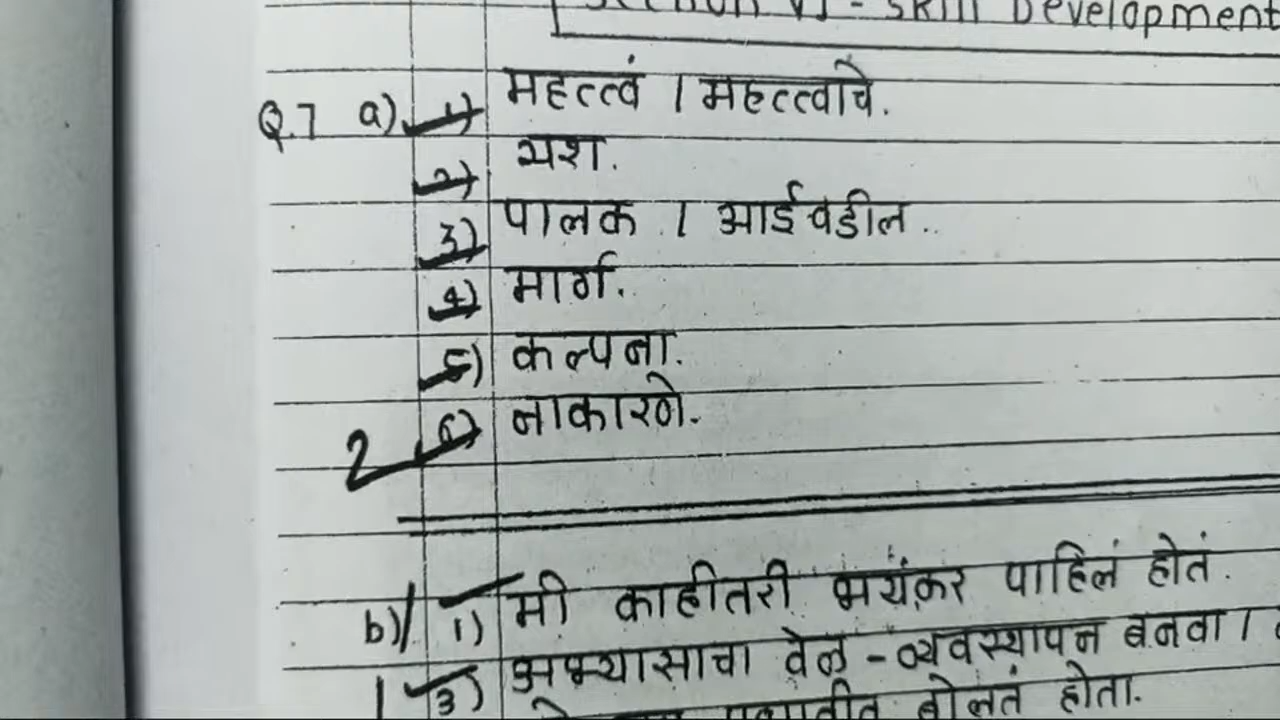 Section VI - Skill Development
Q.7 a) 1) महत्त्वं / महत्त्वाचे.
2) यश.
3) पालक / आईवडील..
4) मार्ग.
5) कल्पना.
6) नाकारणे.
2
b) 1) मी काहीतरी भयंकर पाहिलं होतं.
3) अभ्यासाचा वेळ - व्यवस्थापन बनवा /
बोलतं होता.